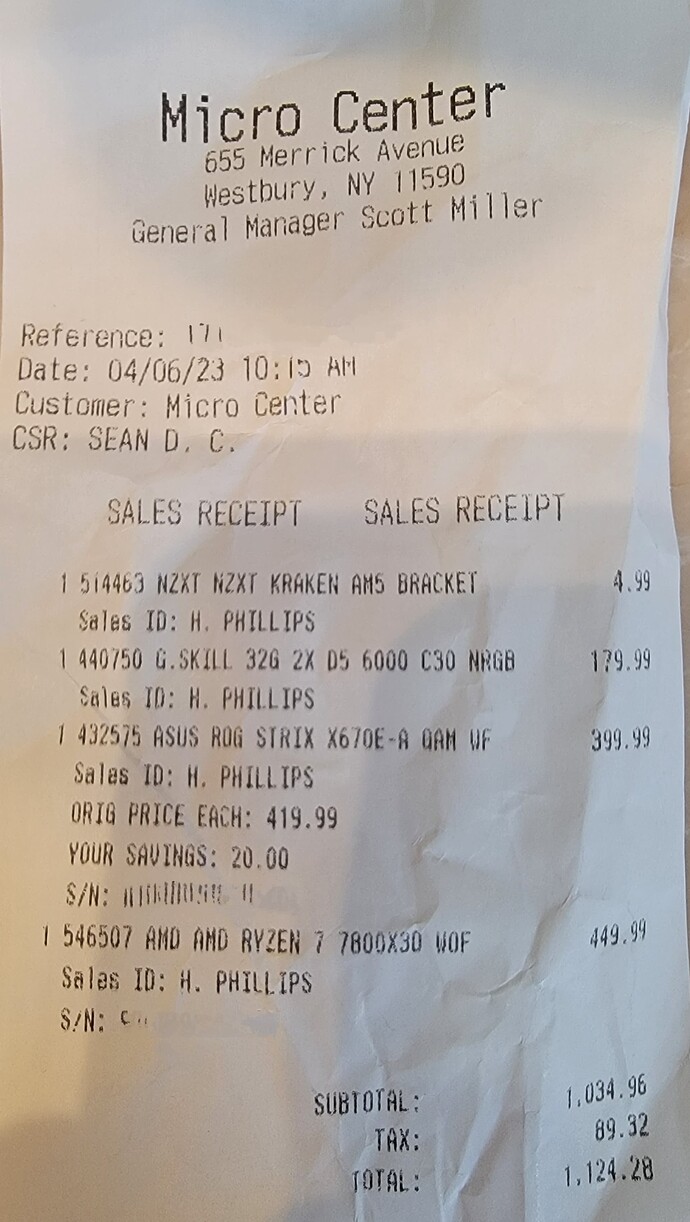 Micro Center
655 Merrick Avenue
Westbury, NY 11590
General Manager Scott Miller
Reference: 171
Date: 04/06/23 10:15 AM
Customer: Micro Center
CSR: SEAN D. C.
SALES RECEIPT SALES RECEIPT
1 514463 NZXT NZXT KRAKEN AM5 BRACKET 4.99
Sales ID: H. PHILLIPS
1 440750 G.SKILL 32G 2X D5 6000 C30 NRGB 179.99
Sales ID: H. PHILLIPS
1 432575 ASUS ROG STRIX X670E-A GAM WF 399.99
Sales ID: H. PHILLIPS
ORIG PRICE EACH: 419.99
YOUR SAVINGS: 20.00
S/N:
1 546507 AMD AMD RYZEN 7 7800X3D WOF 449.99
Sales ID: H. PHILLIPS
S/N:
SUBTOTAL: 1,034.96
TAX: 89.32
TOTAL: 1,124.28